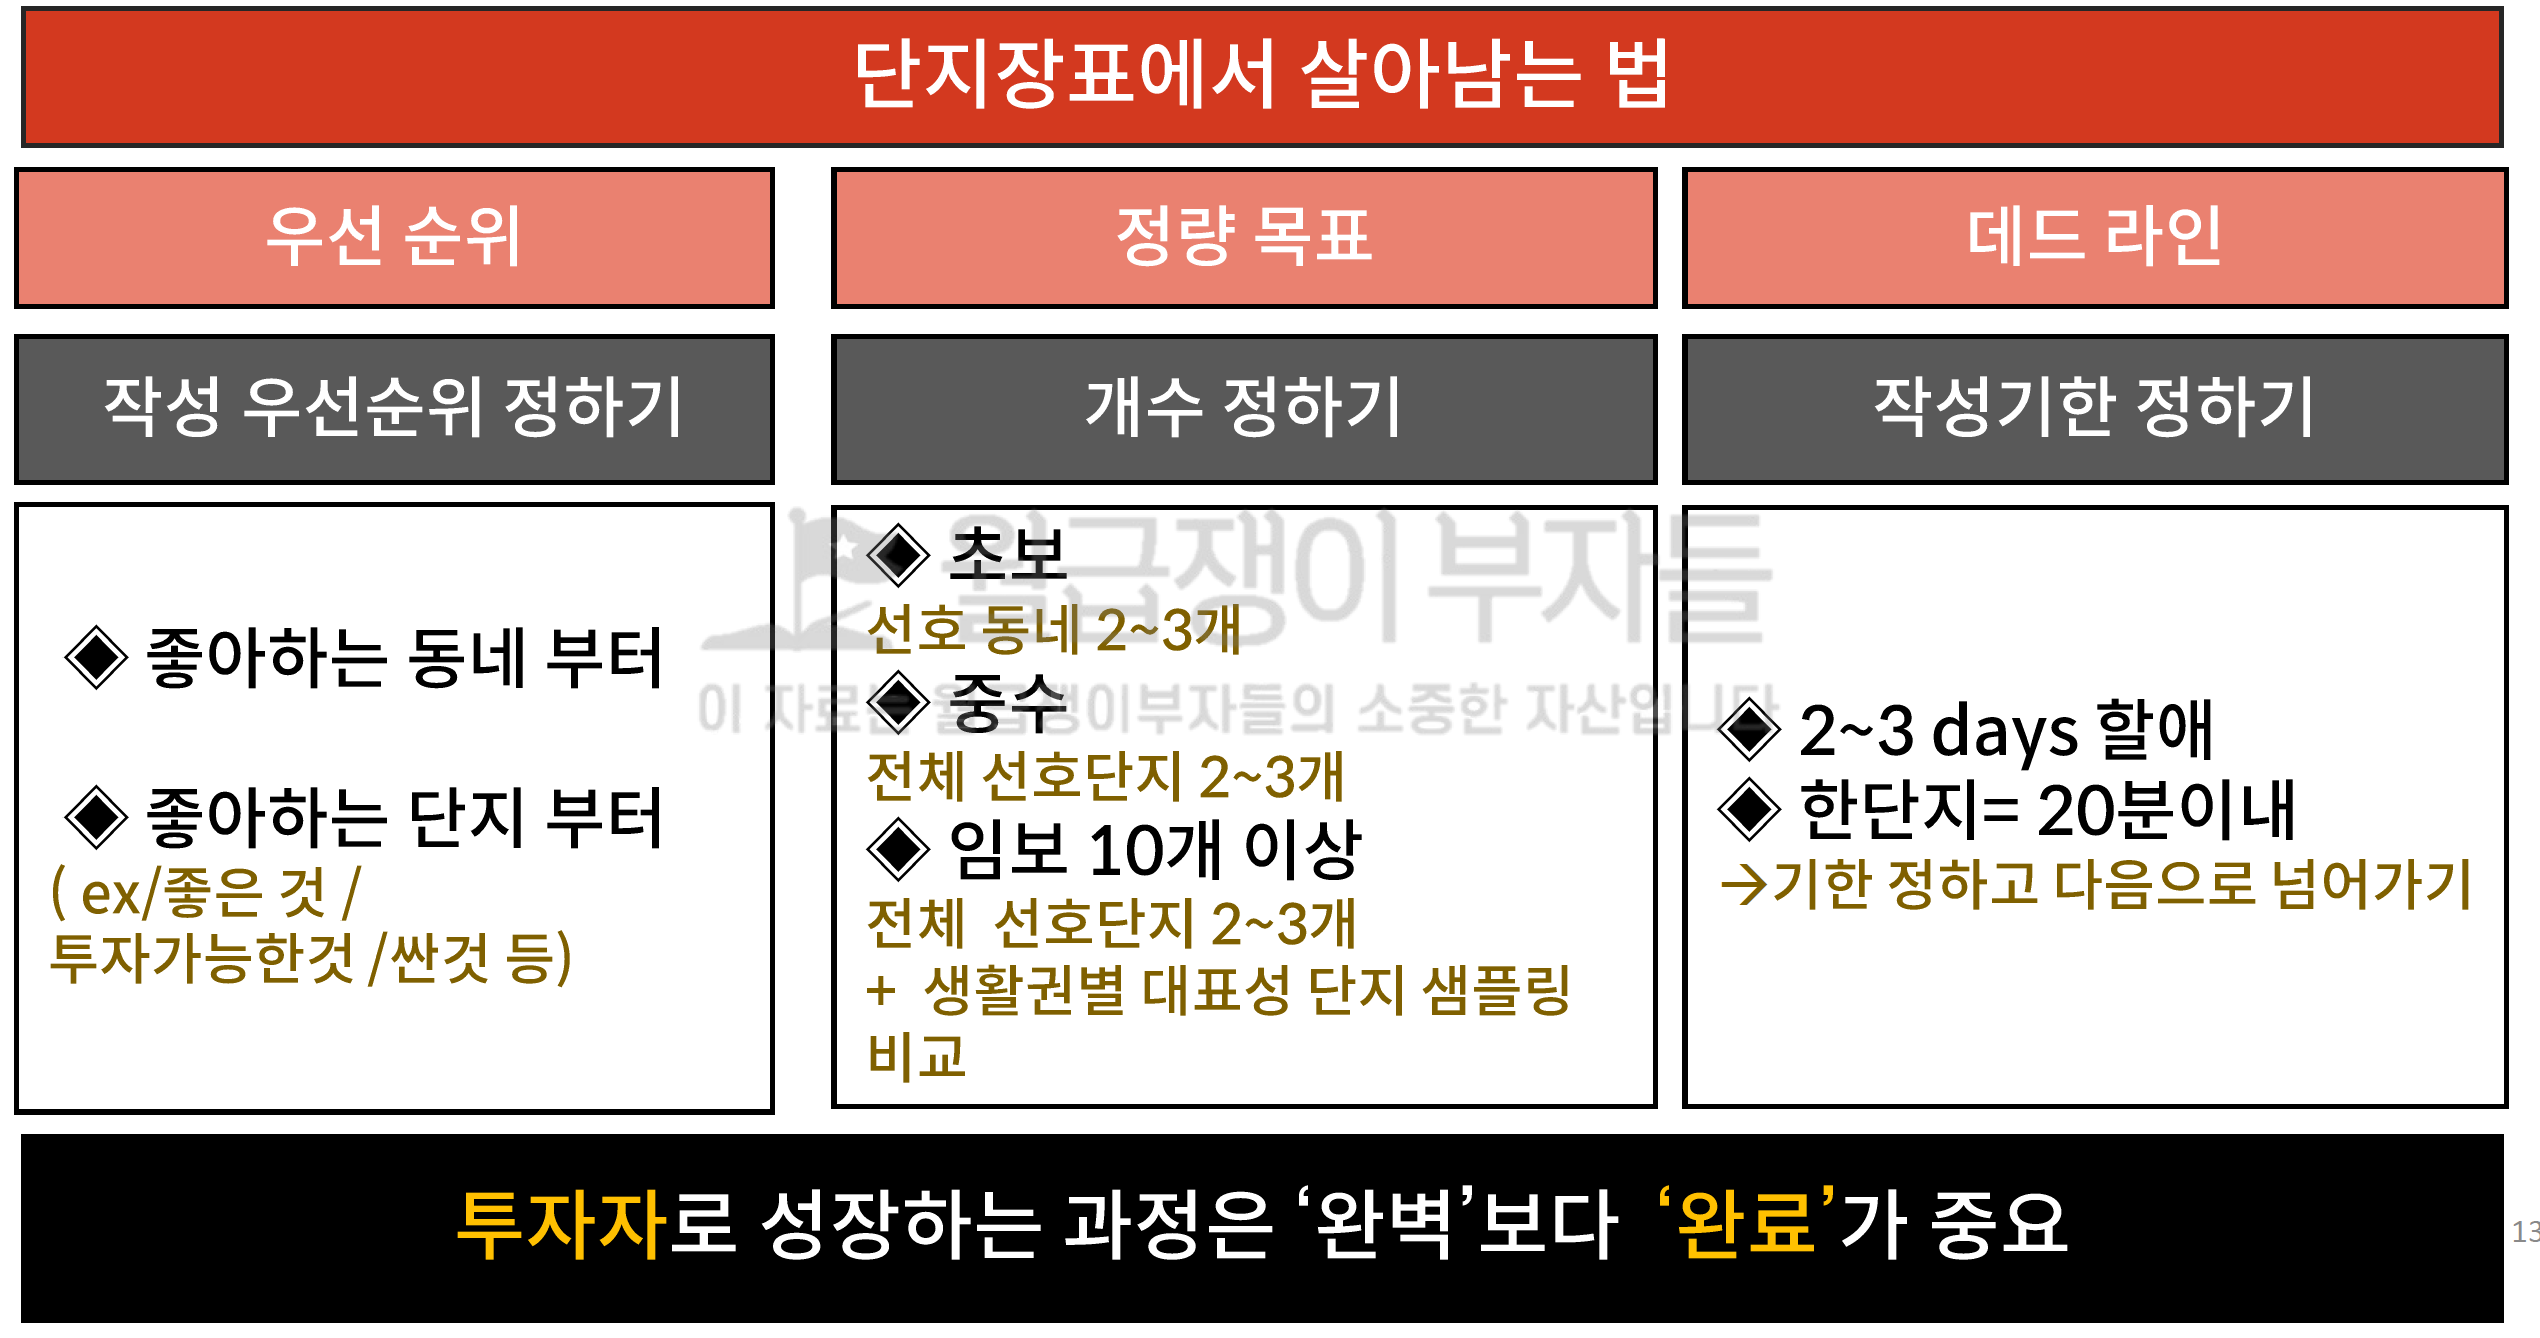 단지장표에서 살아남는 법
우선 순위
작성 우선순위 정하기
◈ 좋아하는 동네 부터
◈ 좋아하는 단지 부터
( ex/좋은 것 /
투자가능한것 /싼것 등)
정량 목표
개수 정하기
◈ 초보
선호 동네 2~3개
◈ 중수
전체 선호단지 2~3개
◈ 임보 10개 이상
전체 선호단지 2~3개
+ 생활권별 대표성 단지 샘플링
비교
데드 라인
작성기한 정하기
◈ 2~3 days 할애
◈ 한단지= 20분이내
→기한 정하고 다음으로 넘어가기
월급쟁이부자들
이 자료는 월급쟁이부자들의 소중한 자산입니다
투자자로 성장하는 과정은 ‘완벽’보다 ‘완료’가 중요
13